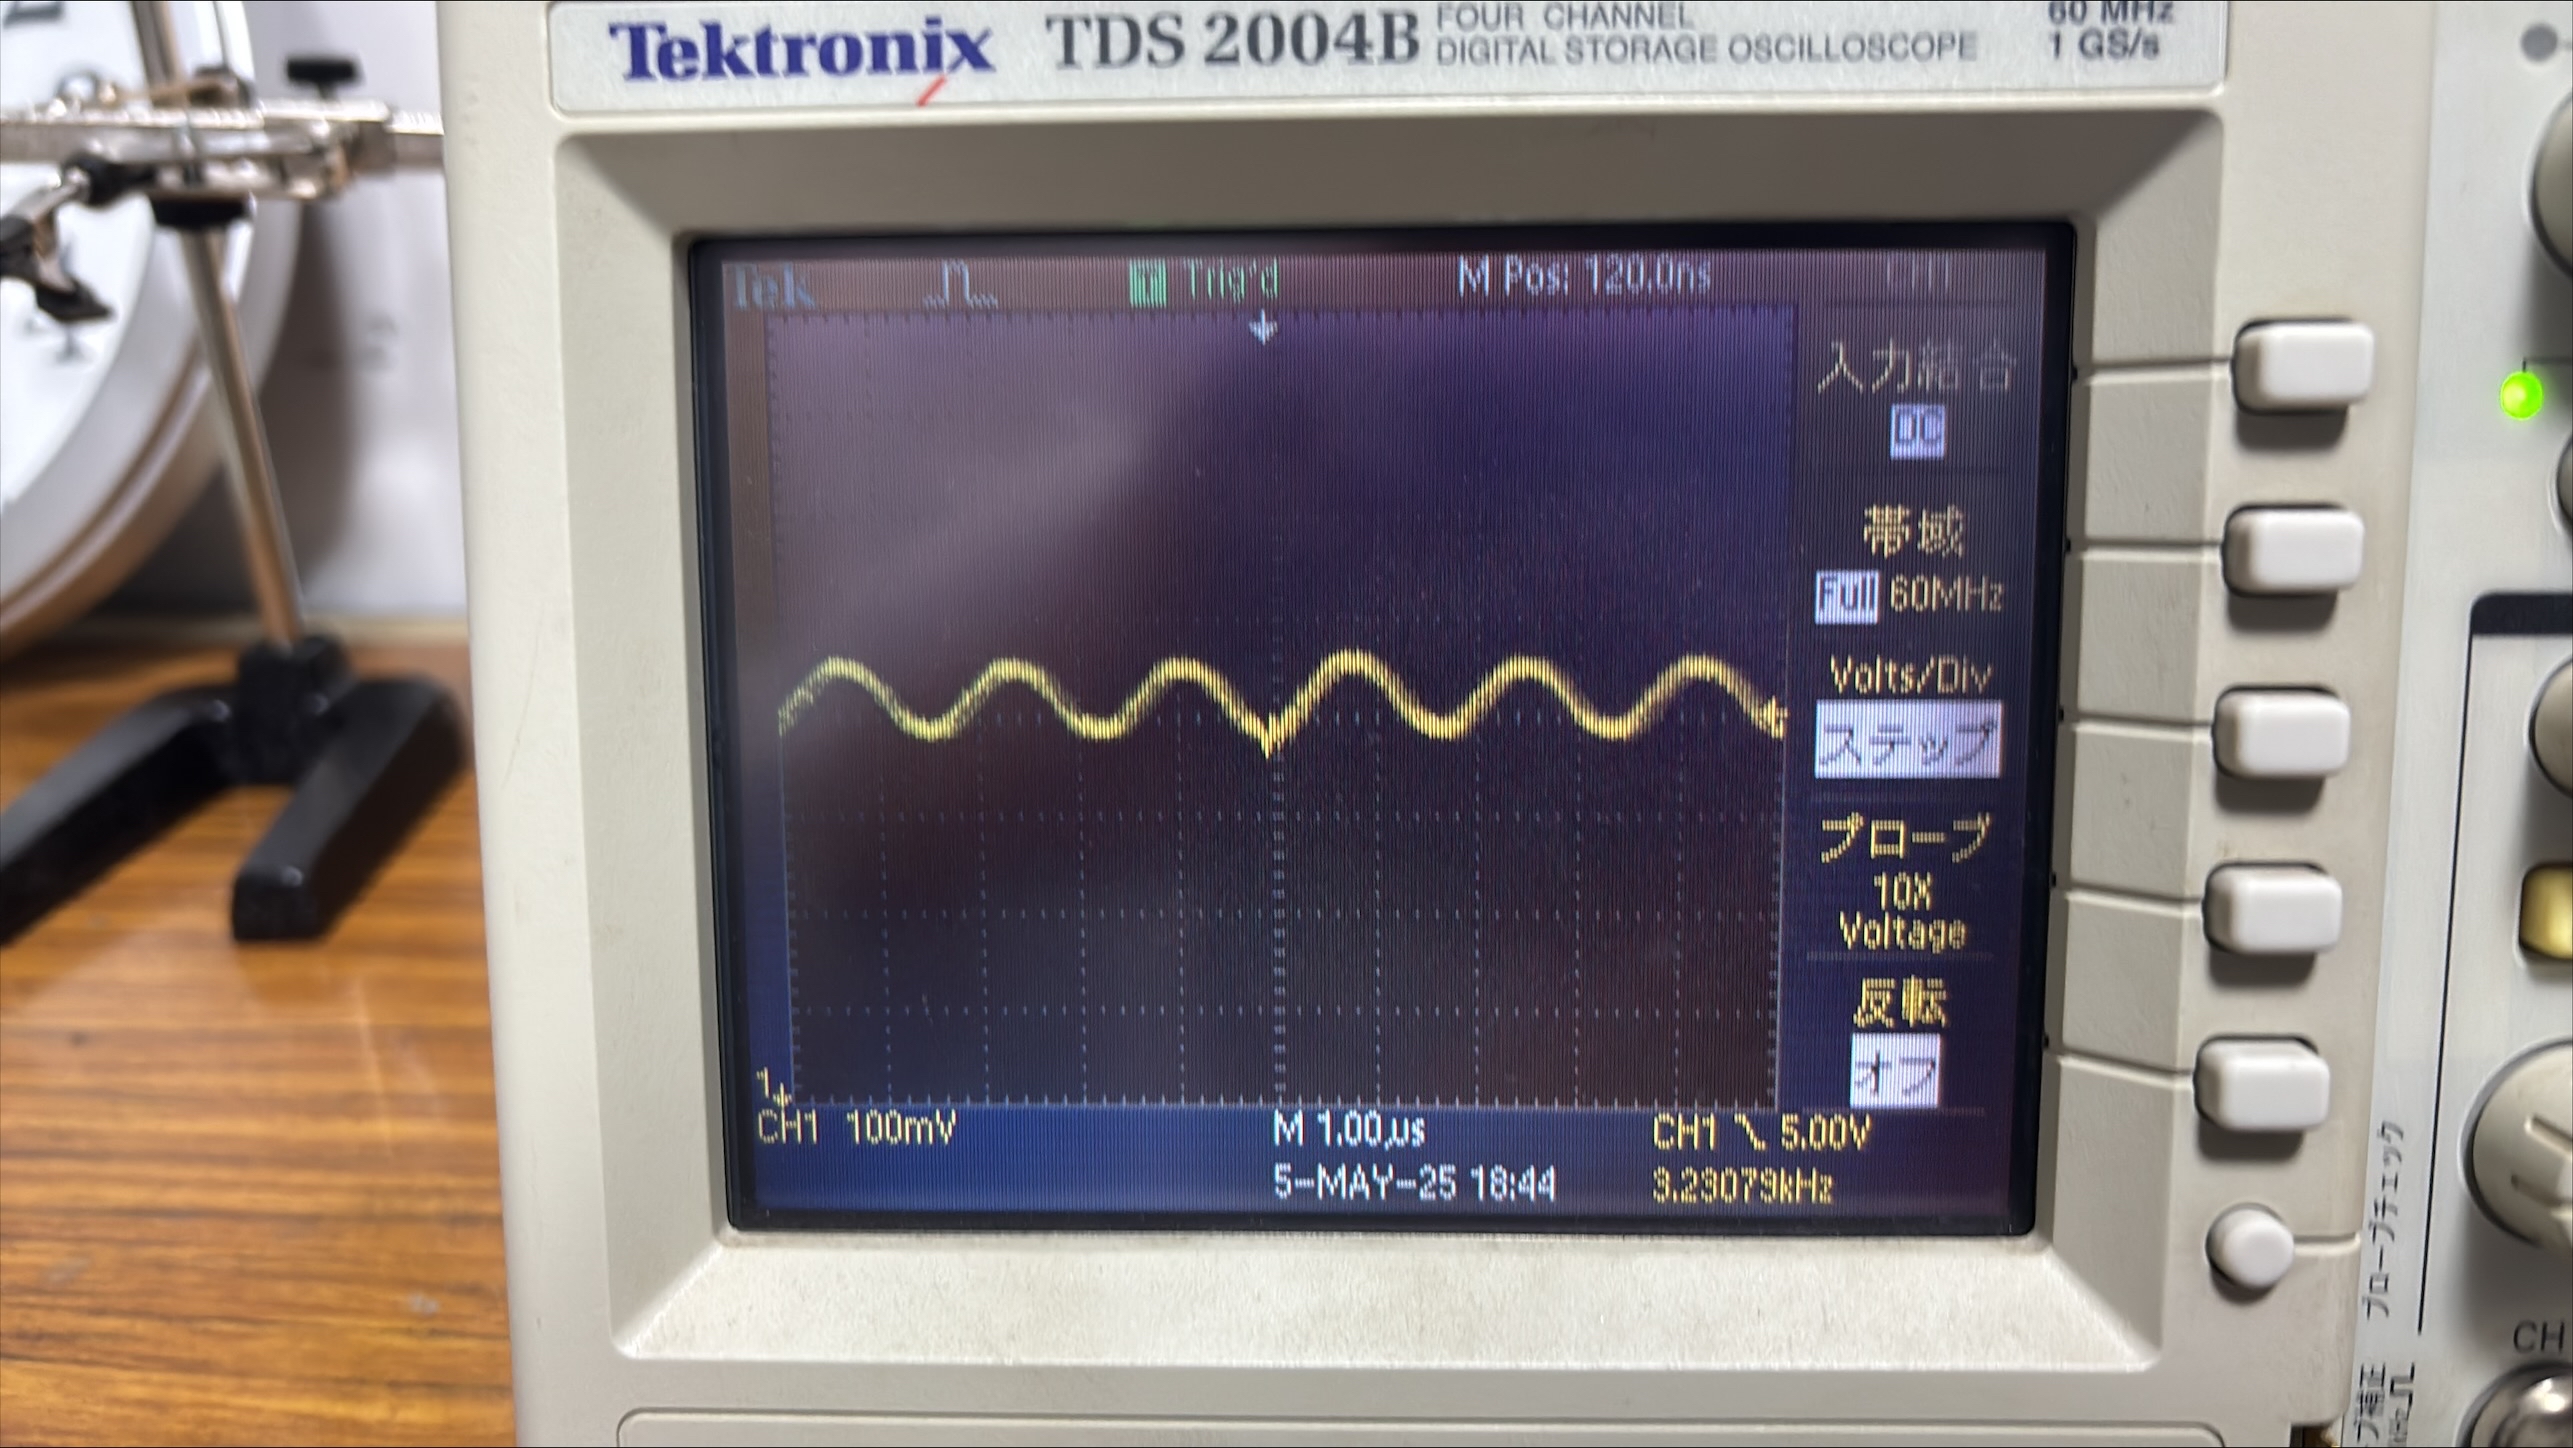 Tektronix TDS 2004B FOUR CHANNEL DIGITAL STORAGE OSCILLOSCOPE 60 MHz 1 GS/s
Tek Trig'd M Pos: 120.0ns CH1
入力結合
DC
帯域
Full 60MHz
Volts/Div
ステップ
プローブ
10X
Voltage
反転
オフ
1
CH1 100mV M 1.00µs CH1 5.00V
5-MAY-25 18:44 3.23079kHz
プローブチェック
CH